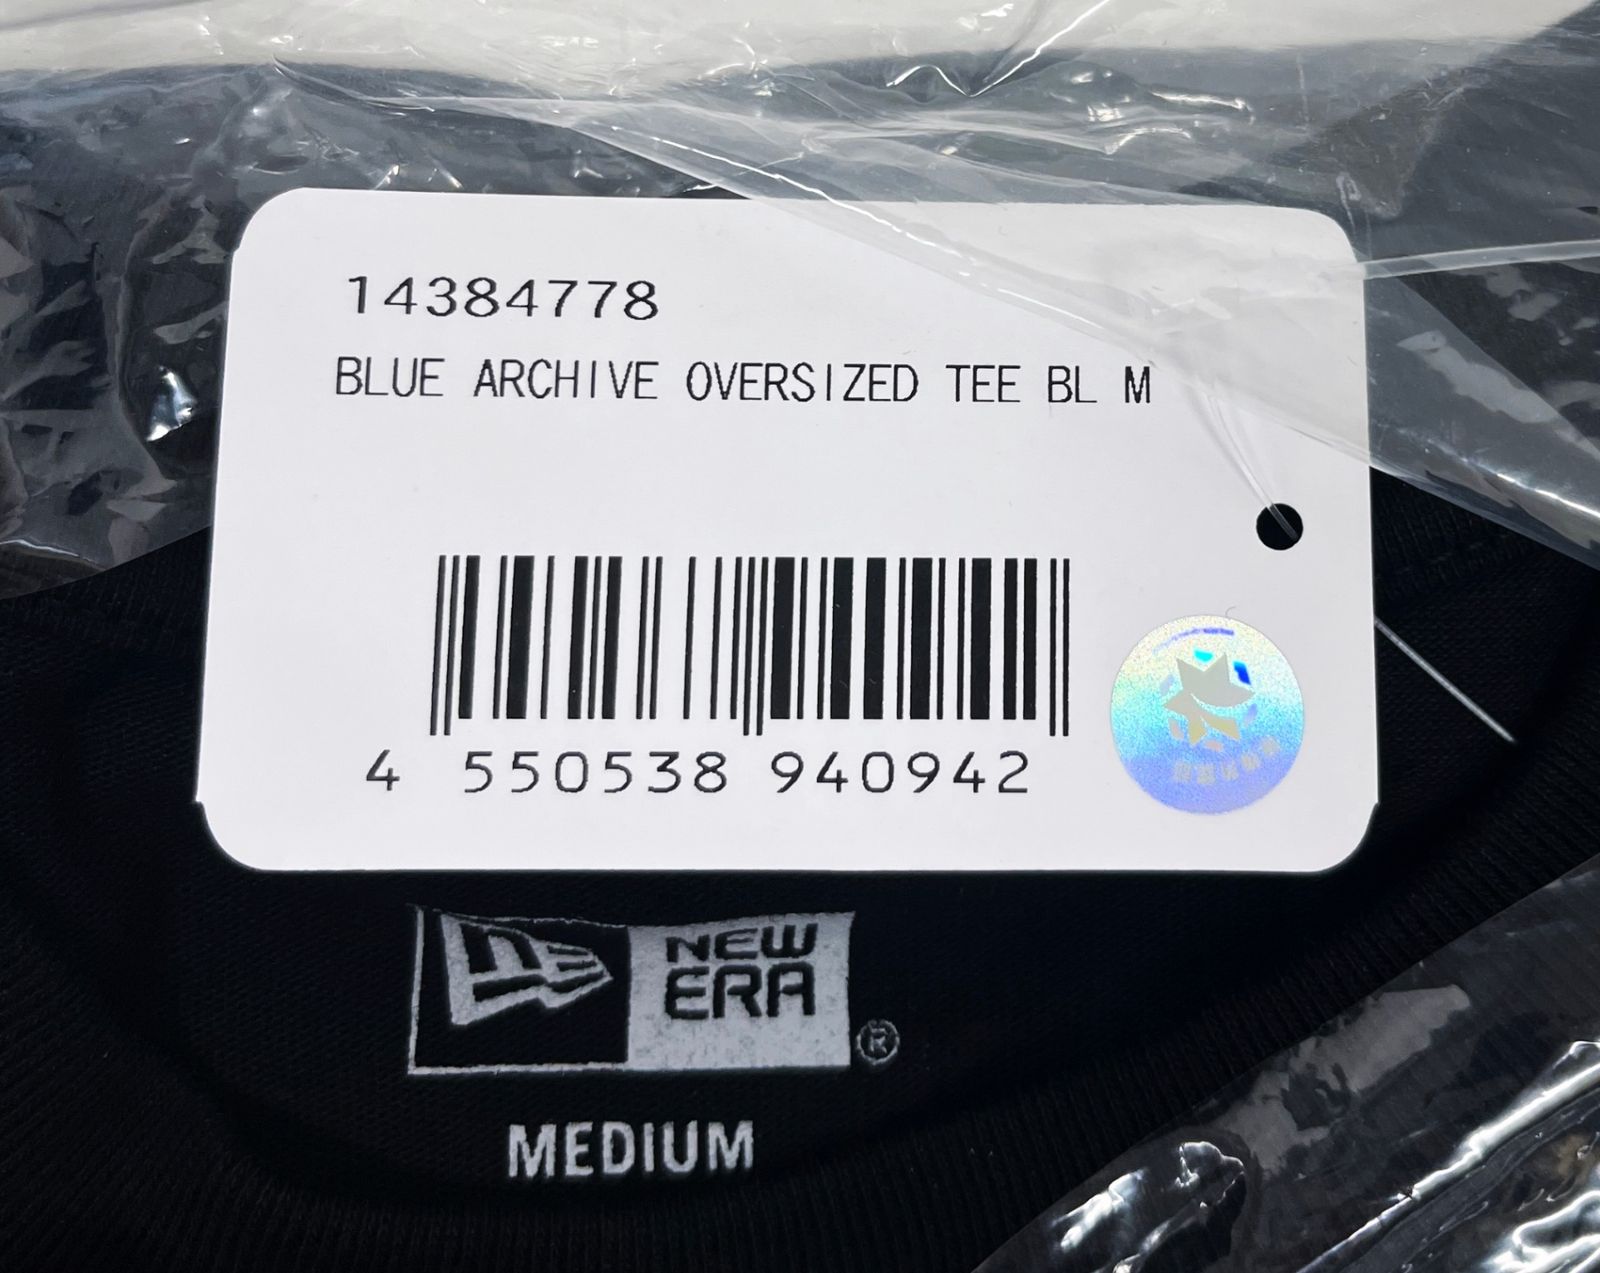 14384778
BLUE ARCHIVE OVERSIZED TEE BL M
4 550538 940942
NEW
ERA
®
MEDIUM